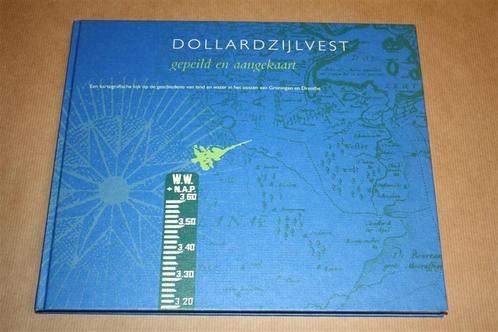 DOLLARDZIJLVEST
gepeild en aangekaart
Een kartografische kijk op de geschiedenis van land en water in het oosten van Groningen en Drenthe
W.W.
+ N.A.P.
3.60
3.50
3.40
3.30
3.20